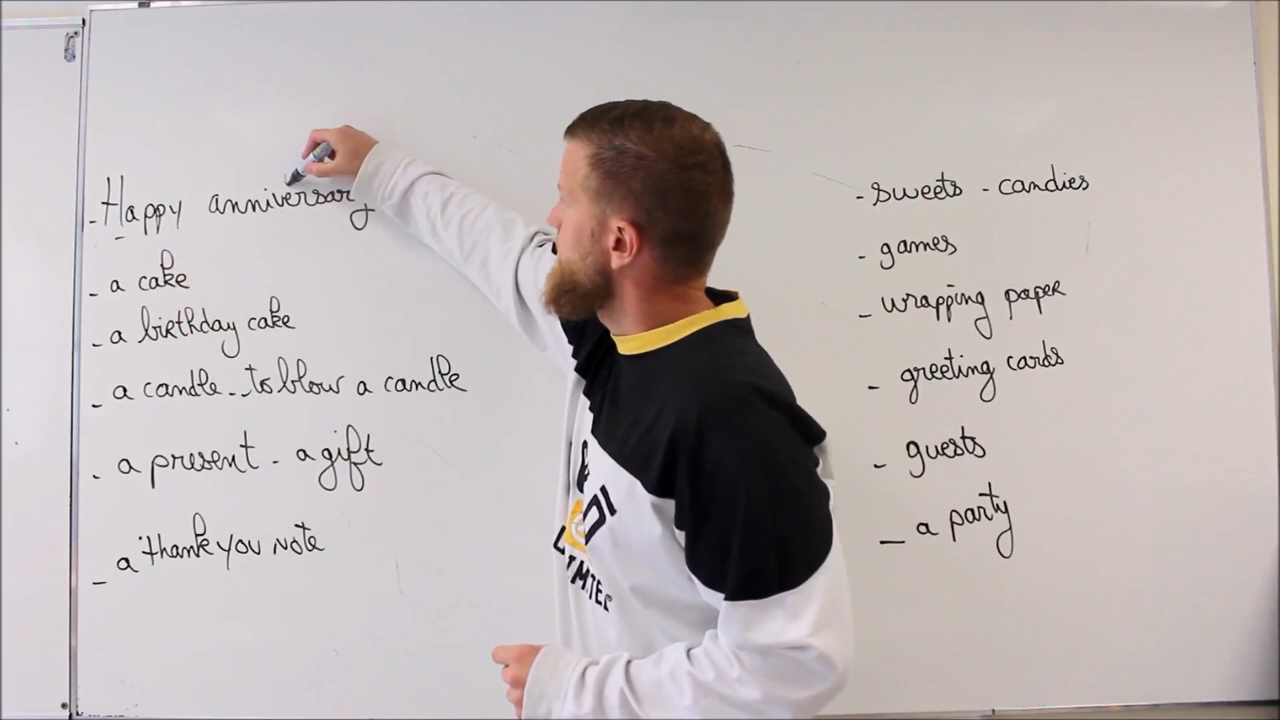 - Happy anniversary
- a cake
- a birthday cake
- a candle - to blow a candle
- a present - a gift
- a thank you note
- sweets - candies
- games
- wrapping paper
- greeting cards
- guests
- a party